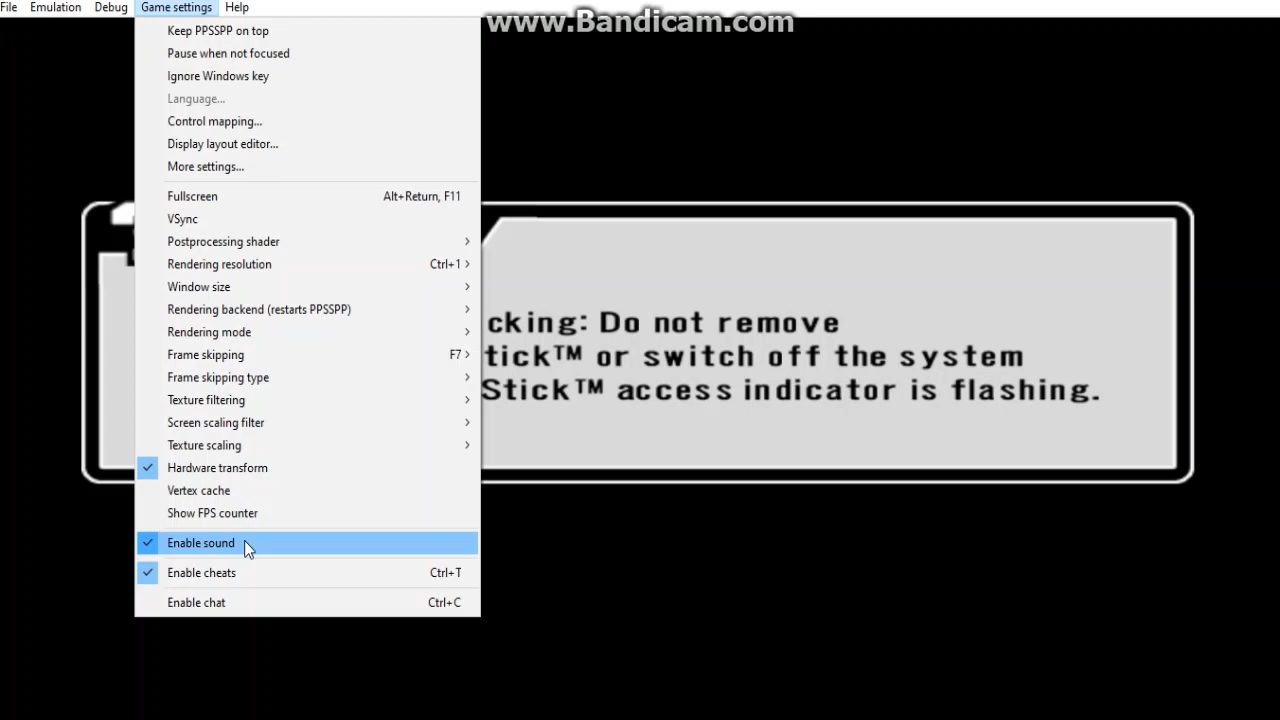 File Emulation Debug Game settings Help
www.Bandicam.com
Keep PPSSPP on top
Pause when not focused
Ignore Windows key
Language...
Control mapping...
Display layout editor...
More settings...
Fullscreen Alt+Return, F11
VSync
Postprocessing shader
Rendering resolution Ctrl+1
Window size
Rendering backend (restarts PPSSPP)
Rendering mode
Frame skipping F7
Frame skipping type
Texture filtering
Screen scaling filter
Texture scaling
Hardware transform
Vertex cache
Show FPS counter
Enable sound
Enable cheats Ctrl+T
Enable chat Ctrl+C
cking: Do not remove
tick™ or switch off the system
Stick™ access indicator is flashing.